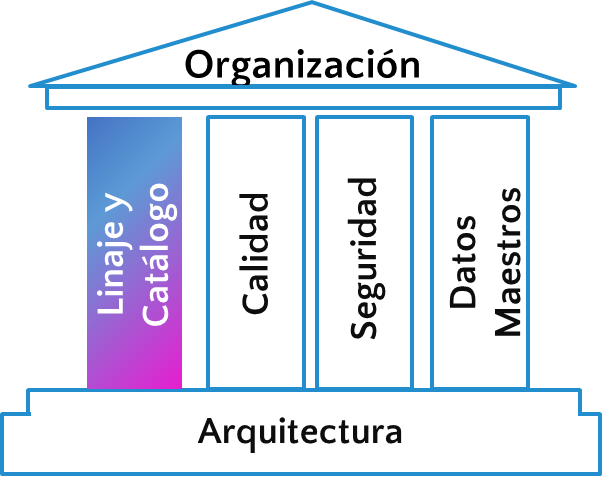 Organización
Linaje y
Catálogo
Calidad
Seguridad
Datos
Maestros
Arquitectura